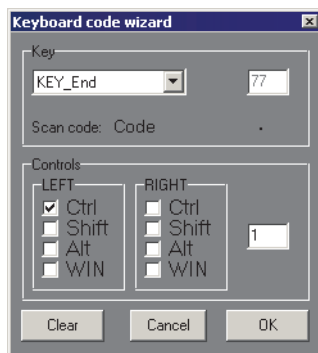 Keyboard code wizard
Key
KEY_End 77
Scan code: Code .
Controls
LEFT RIGHT
Ctrl Ctrl
Shift Shift 1
Alt Alt
WIN WIN
Clear Cancel OK